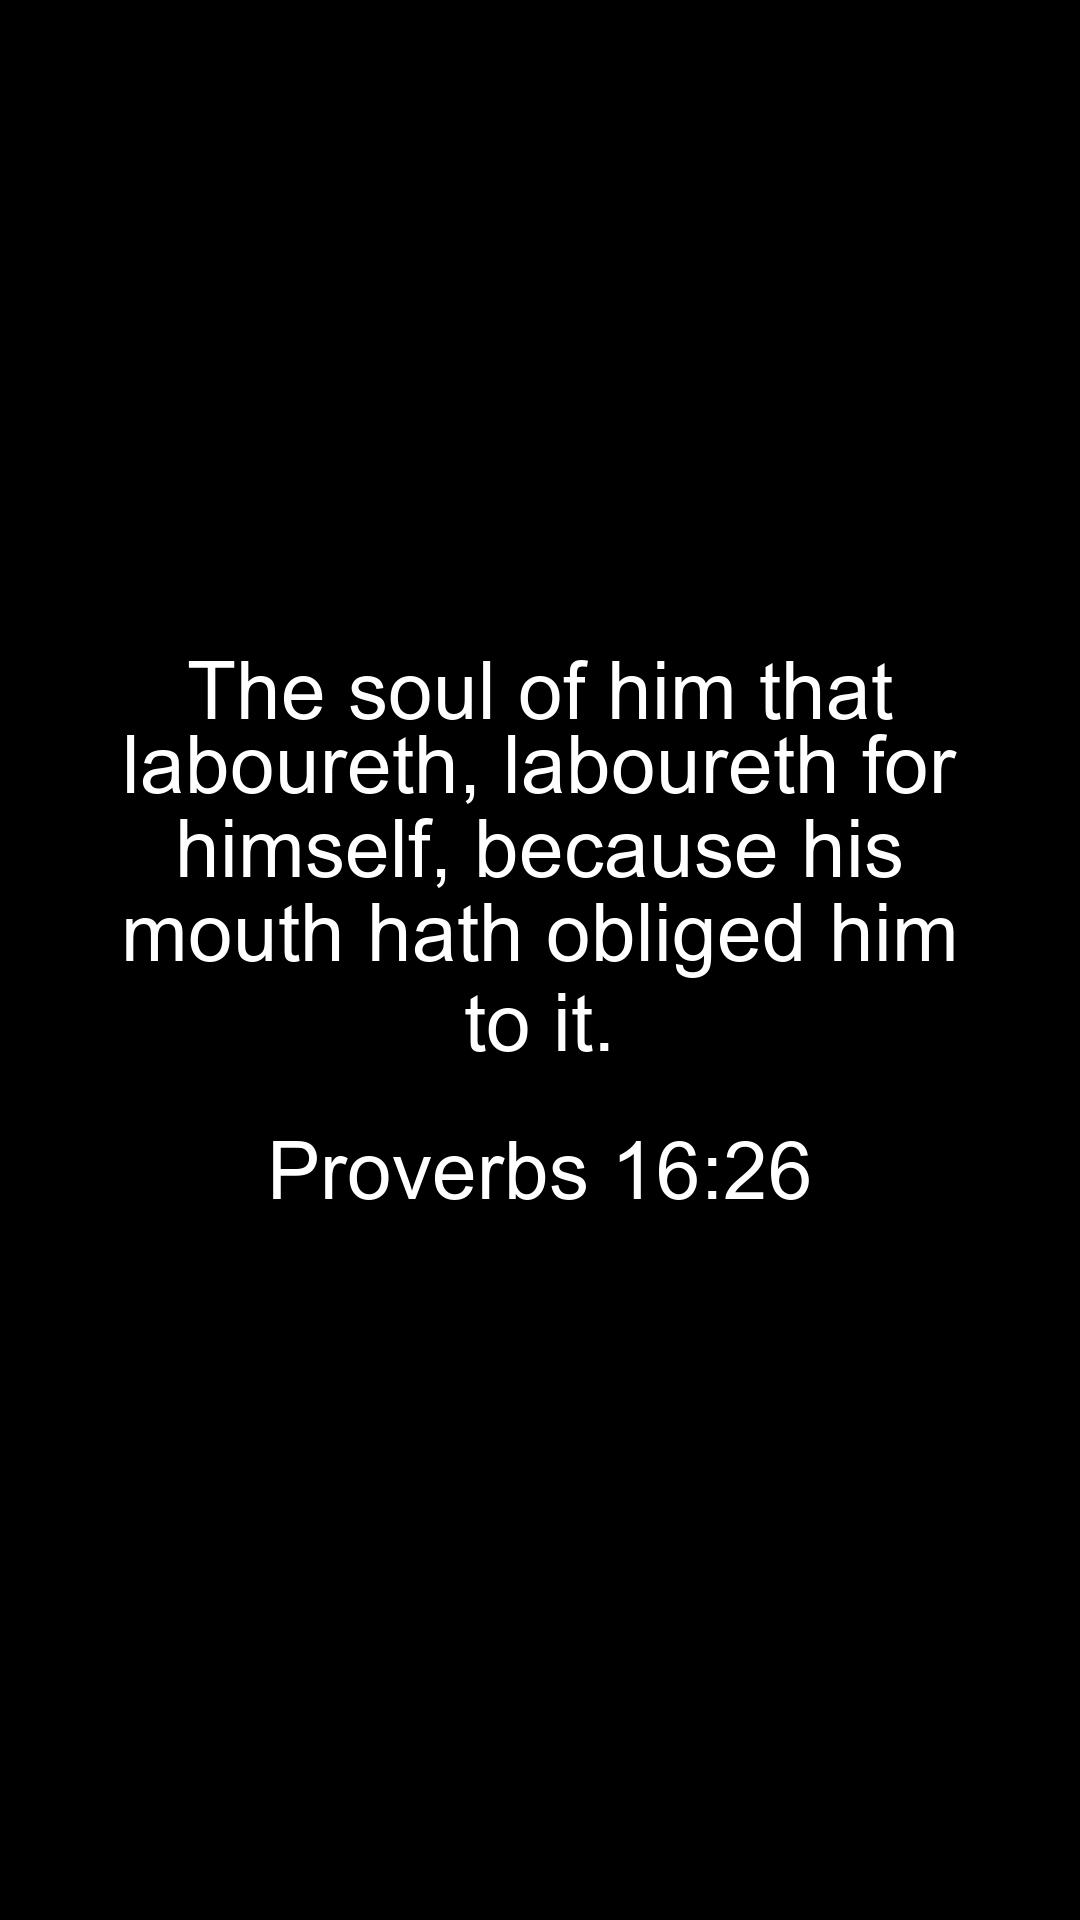 The soul of him that
laboureth, laboureth for
himself, because his
mouth hath obliged him
to it.
Proverbs 16:26